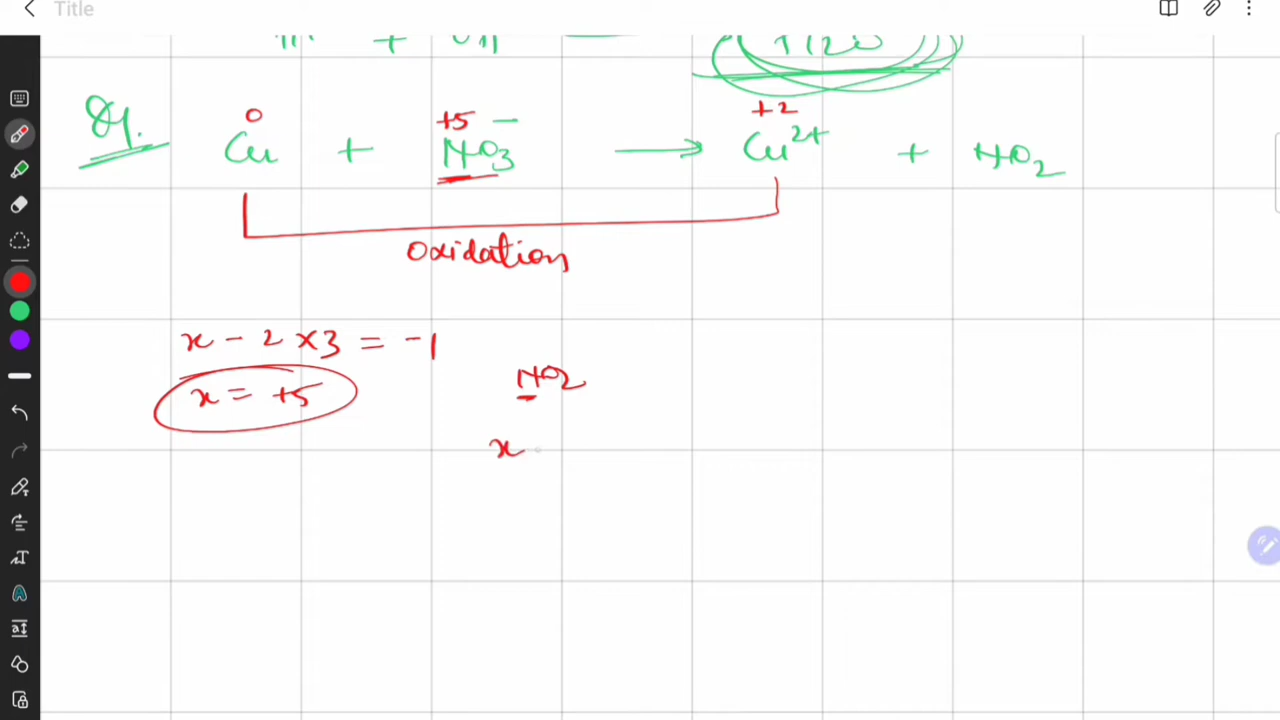 Title
Q1.
0 +5 +2
Cu + NO3⁻ → Cu²⁺ + NO2
Oxidation
x - 2 × 3 = -1
x = +5
NO2
x